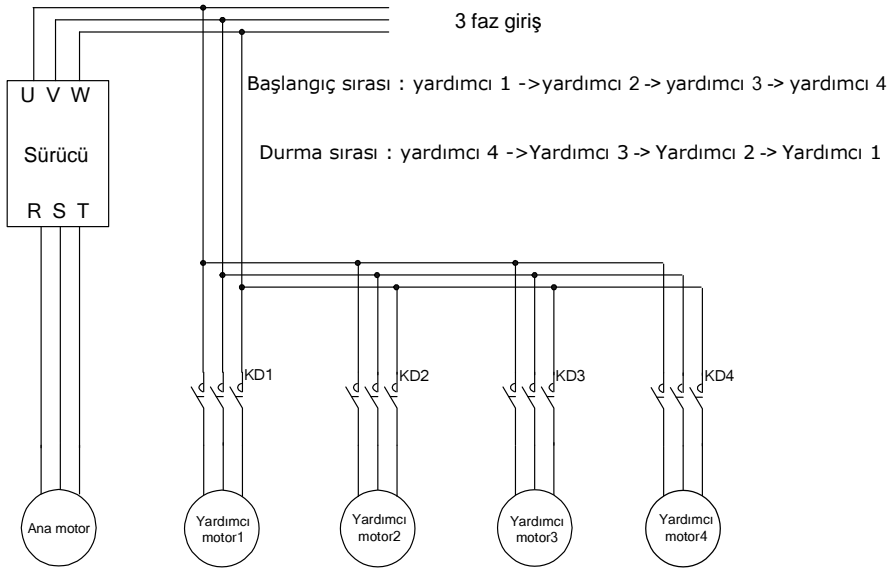 3 faz giriş
Başlangıç sırası : yardımcı 1 ->yardımcı 2 -> yardımcı 3 -> yardımcı 4
Durma sırası : yardımcı 4 ->Yardımcı 3 -> Yardımcı 2 -> Yardımcı 1
U V W
Sürücü
R S T
KD1
KD2
KD3
KD4
Ana motor
Yardımcı
motor1
Yardımcı
motor2
Yardımcı
motor3
Yardımcı
motor4